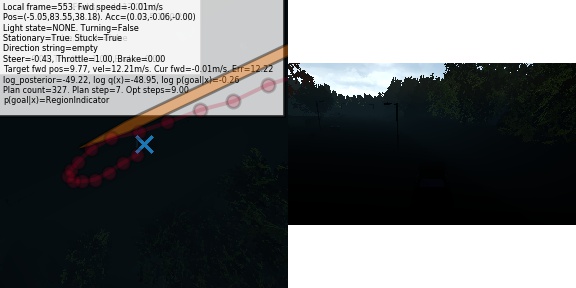 Local frame=553. Fwd speed=-0.01m/s
Pos=(-5.05,83.55,38.18). Acc=(0.03,-0.06,-0.00)
Light state=NONE. Turning=False
Stationary=True. Stuck=True
Direction string=empty
Steer=-0.43, Throttle=1.00, Brake=0.00
Target fwd pos=9.77, vel=12.21m/s. Cur fwd=-0.01m/s, Err=12.22
log_posterior=-49.22, log q(x)=-48.95, log p(goal|x)=-0.26
Plan count=327. Plan step=7. Opt steps=9.00
p(goal|x)=RegionIndicator